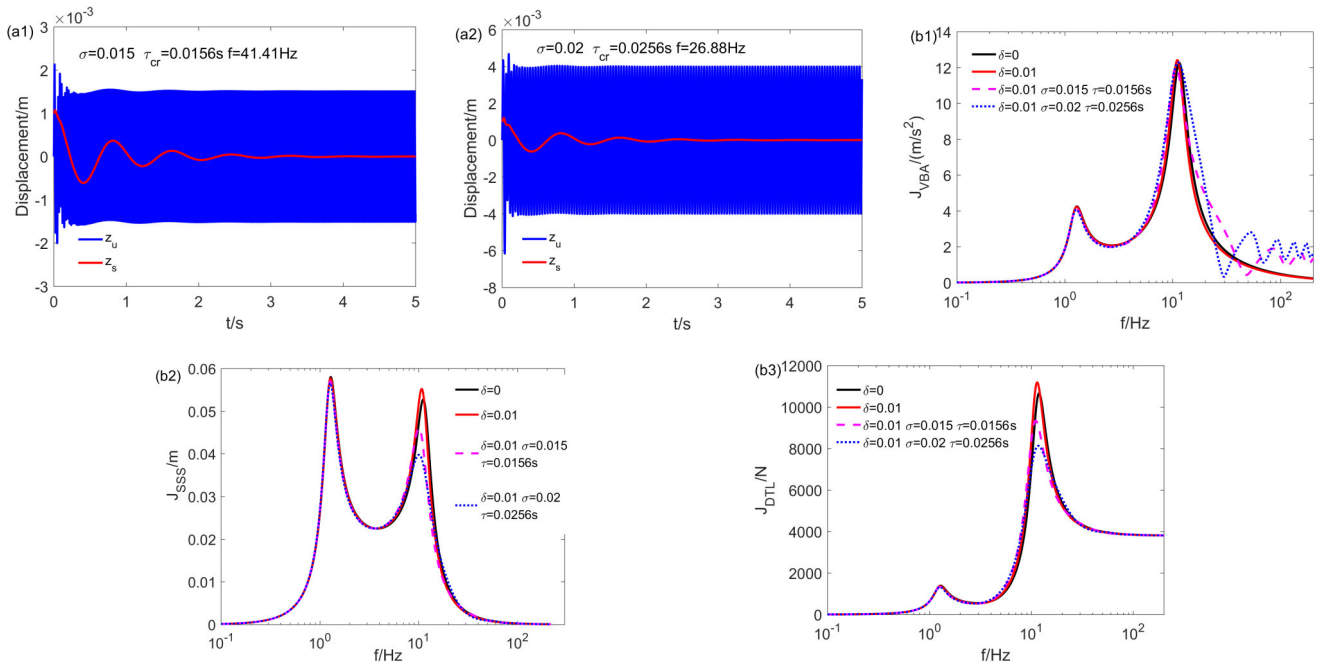 (a1)
×10⁻³
σ=0.015 τcr=0.0156s f=41.41Hz
Displacement/m
3
2
1
0
-1
-2
-3
zu
zs
0 1 2 3 4 5
t/s
(a2)
×10⁻³
σ=0.02 τcr=0.0256s f=26.88Hz
Displacement/m
8
6
4
2
0
-2
-4
-6
-8
zu
zs
0 1 2 3 4 5
t/s
(b1)
JVBA/(m/s²)
14
12
10
8
6
4
2
0
δ=0
δ=0.01
δ=0.01 σ=0.015 τ=0.0156s
δ=0.01 σ=0.02 τ=0.0256s
10⁻¹ 10⁰ 10¹ 10²
f/Hz
(b2)
JSSS/m
0.06
0.05
0.04
0.03
0.02
0.01
0
δ=0
δ=0.01
δ=0.01 σ=0.015
τ=0.0156s
δ=0.01 σ=0.02
τ=0.0256s
10⁻¹ 10⁰ 10¹ 10²
f/Hz
(b3)
JDTL/N
12000
10000
8000
6000
4000
2000
0
δ=0
δ=0.01
δ=0.01 σ=0.015 τ=0.0156s
δ=0.01 σ=0.02 τ=0.0256s
10⁻¹ 10⁰ 10¹ 10²
f/Hz